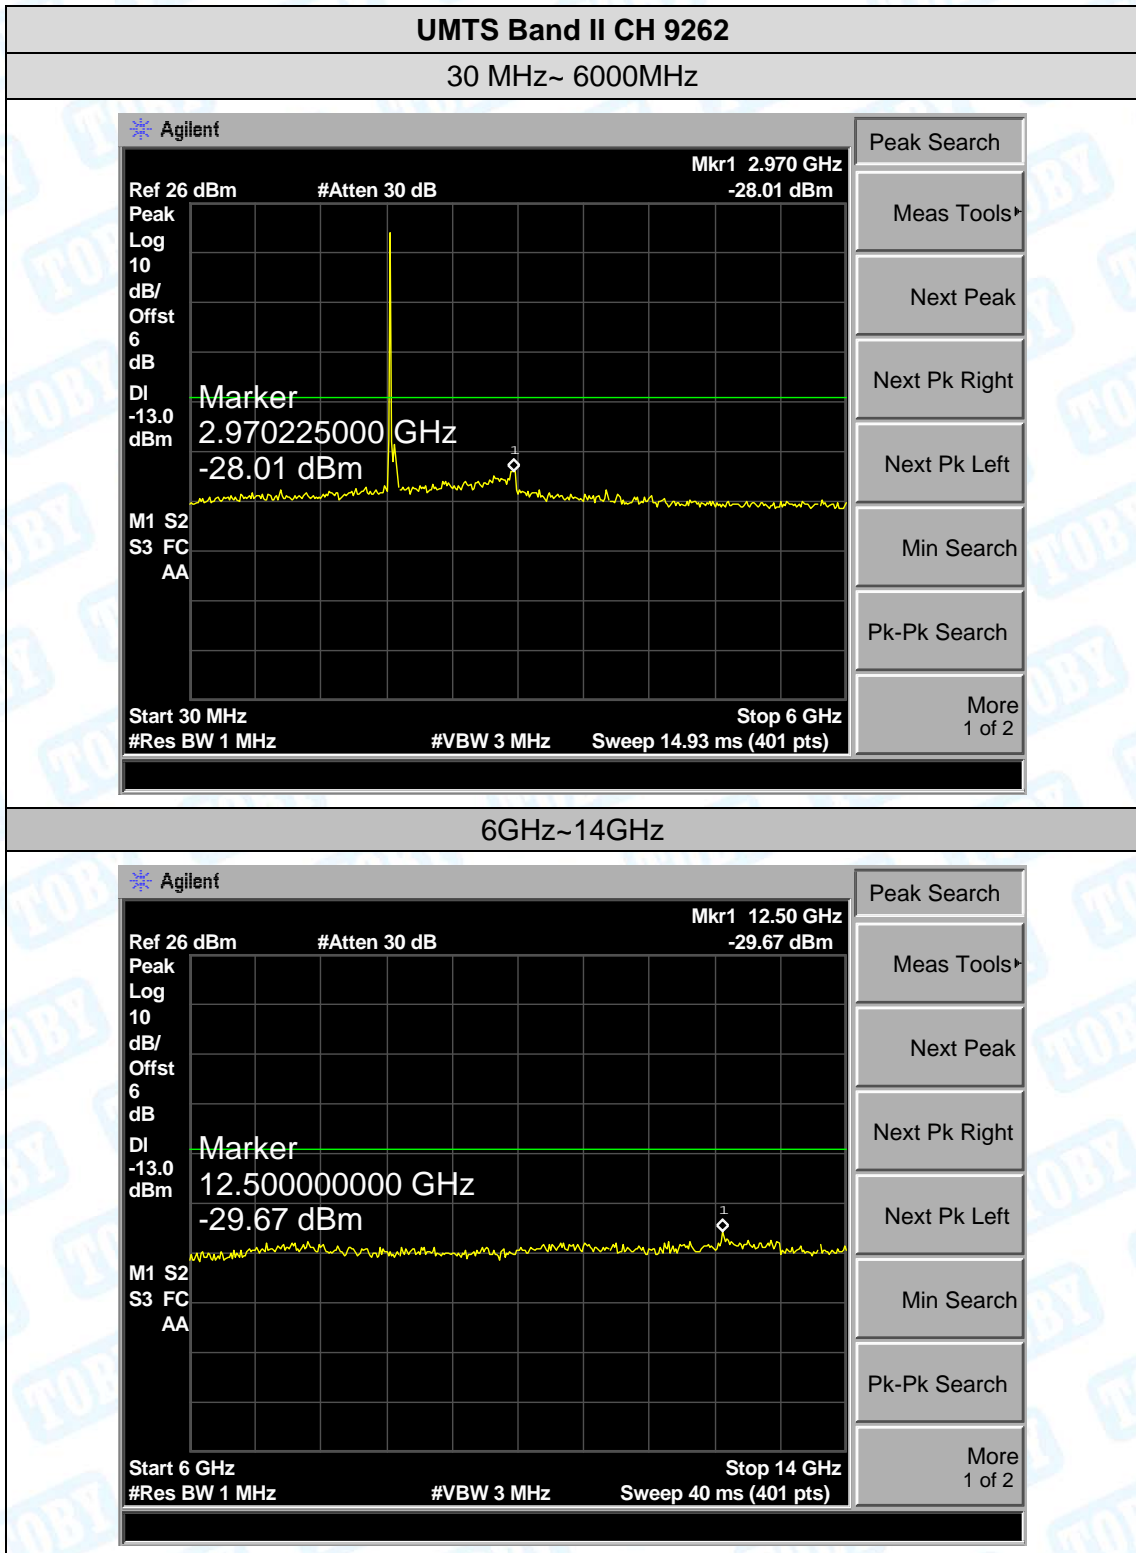 UMTS Band II CH 9262
30 MHz~ 6000MHz
Agilent
Peak Search
Mkr1 2.970 GHz
Ref 26 dBm #Atten 30 dB -28.01 dBm
Peak
Log
10
dB/
Offst
6
dB
DI
-13.0
dBm
Marker
2.970225000 GHz
-28.01 dBm
1
M1 S2
S3 FC
AA
Start 30 MHz Stop 6 GHz
#Res BW 1 MHz #VBW 3 MHz Sweep 14.93 ms (401 pts)
Meas Tools
Next Peak
Next Pk Right
Next Pk Left
Min Search
Pk-Pk Search
More
1 of 2
6GHz~14GHz
Agilent
Peak Search
Mkr1 12.50 GHz
Ref 26 dBm #Atten 30 dB -29.67 dBm
Peak
Log
10
dB/
Offst
6
dB
DI
-13.0
dBm
Marker
12.500000000 GHz
-29.67 dBm
1
M1 S2
S3 FC
AA
Start 6 GHz Stop 14 GHz
#Res BW 1 MHz #VBW 3 MHz Sweep 40 ms (401 pts)
Meas Tools
Next Peak
Next Pk Right
Next Pk Left
Min Search
Pk-Pk Search
More
1 of 2
TOBY